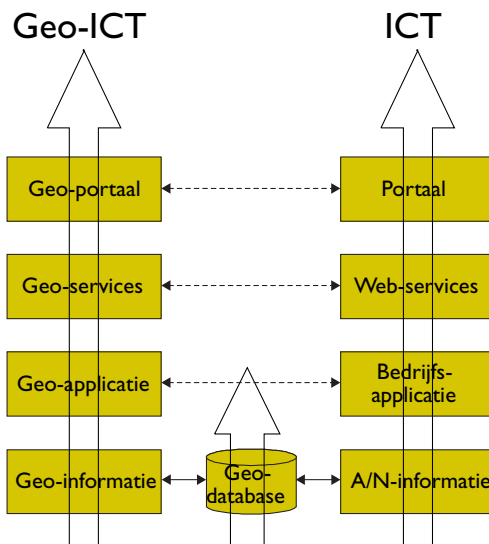 Geo-ICT
ICT
Geo-portaal
Portaal
Geo-services
Web-services
Geo-applicatie
Bedrijfs-
applicatie
Geo-informatie
Geo-
database
A/N-informatie